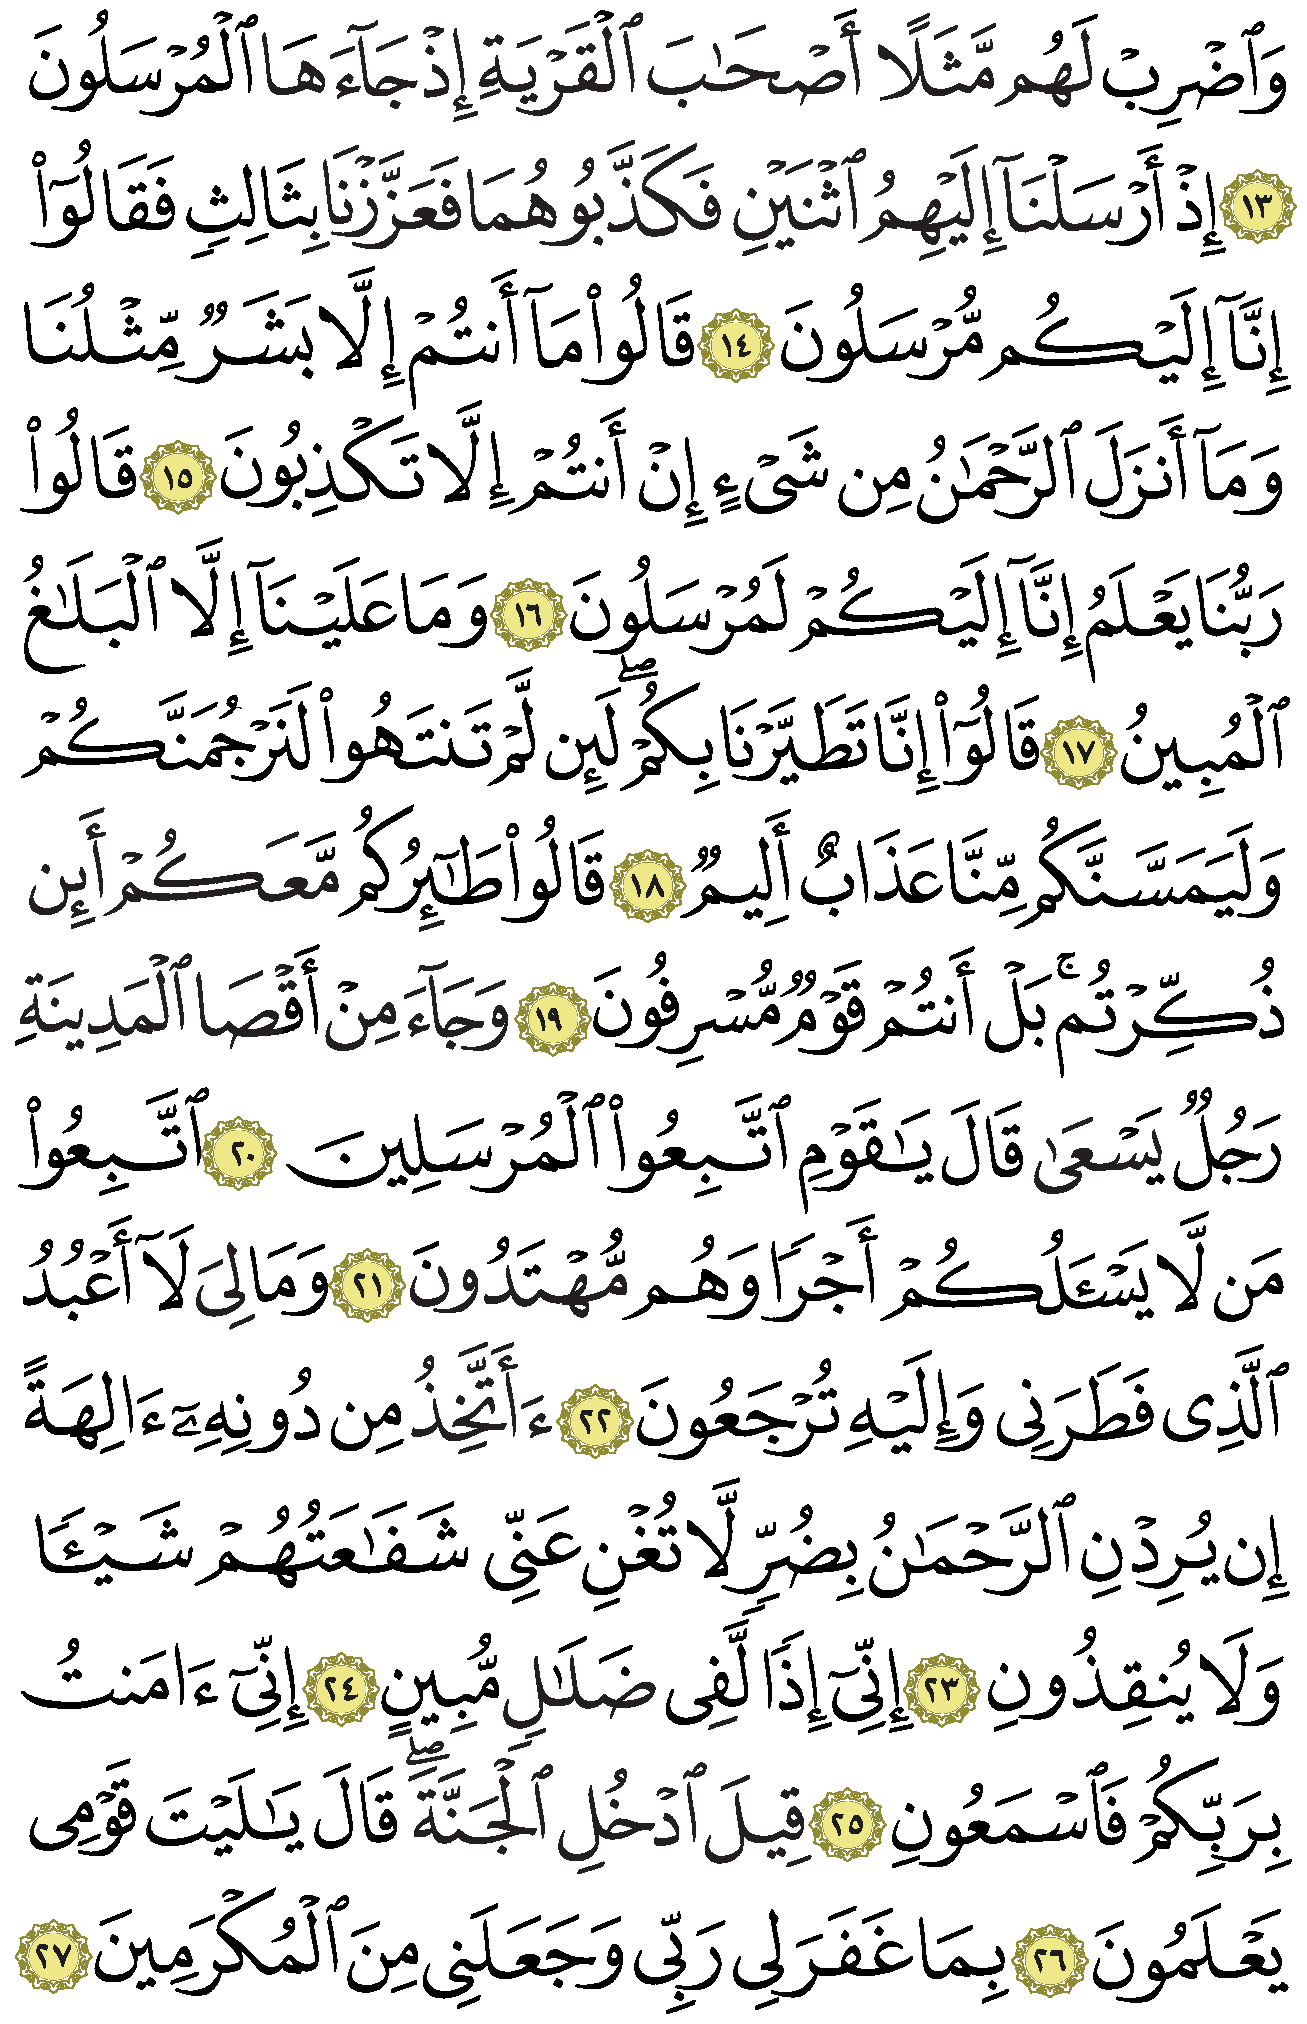 وَٱضْرِبْ لَهُم مَّثَلًا أَصْحَٰبَ ٱلْقَرْيَةِ إِذْ جَآءَهَا ٱلْمُرْسَلُونَ
١٣ إِذْ أَرْسَلْنَآ إِلَيْهِمُ ٱثْنَيْنِ فَكَذَّبُوهُمَا فَعَزَّزْنَا بِثَالِثٍ فَقَالُوٓا۟
إِنَّآ إِلَيْكُم مُّرْسَلُونَ ١٤ قَالُوا۟ مَآ أَنتُمْ إِلَّا بَشَرٌ مِّثْلُنَا
وَمَآ أَنزَلَ ٱلرَّحْمَٰنُ مِن شَىْءٍ إِنْ أَنتُمْ إِلَّا تَكْذِبُونَ ١٥ قَالُوا۟
رَبُّنَا يَعْلَمُ إِنَّآ إِلَيْكُمْ لَمُرْسَلُونَ ١٦ وَمَا عَلَيْنَآ إِلَّا ٱلْبَلَٰغُ
ٱلْمُبِينُ ١٧ قَالُوٓا۟ إِنَّا تَطَيَّرْنَا بِكُمْ ۖ لَئِن لَّمْ تَنتَهُوا۟ لَنَرْجُمَنَّكُمْ
وَلَيَمَسَّنَّكُم مِّنَّا عَذَابٌ أَلِيمٌ ١٨ قَالُوا۟ طَٰٓئِرُكُم مَّعَكُمْ أَئِن
ذُكِّرْتُم ۚ بَلْ أَنتُمْ قَوْمٌ مُّسْرِفُونَ ١٩ وَجَآءَ مِنْ أَقْصَا ٱلْمَدِينَةِ
رَجُلٌ يَسْعَىٰ قَالَ يَٰقَوْمِ ٱتَّبِعُوا۟ ٱلْمُرْسَلِينَ ٢٠ ٱتَّبِعُوا۟
مَن لَّا يَسْـَٔلُكُمْ أَجْرًا وَهُم مُّهْتَدُونَ ٢١ وَمَا لِىَ لَآ أَعْبُدُ
ٱلَّذِى فَطَرَنِى وَإِلَيْهِ تُرْجَعُونَ ٢٢ ءَأَتَّخِذُ مِن دُونِهِۦٓ ءَالِهَةً
إِن يُرِدْنِ ٱلرَّحْمَٰنُ بِضُرٍّ لَّا تُغْنِ عَنِّى شَفَٰعَتُهُمْ شَيْـًٔا
وَلَا يُنقِذُونِ ٢٣ إِنِّىٓ إِذًا لَّفِى ضَلَٰلٍ مُّبِينٍ ٢٤ إِنِّىٓ ءَامَنتُ
بِرَبِّكُمْ فَٱسْمَعُونِ ٢٥ قِيلَ ٱدْخُلِ ٱلْجَنَّةَ ۖ قَالَ يَٰلَيْتَ قَوْمِى
يَعْلَمُونَ ٢٦ بِمَا غَفَرَ لِى رَبِّى وَجَعَلَنِى مِنَ ٱلْمُكْرَمِينَ ٢٧